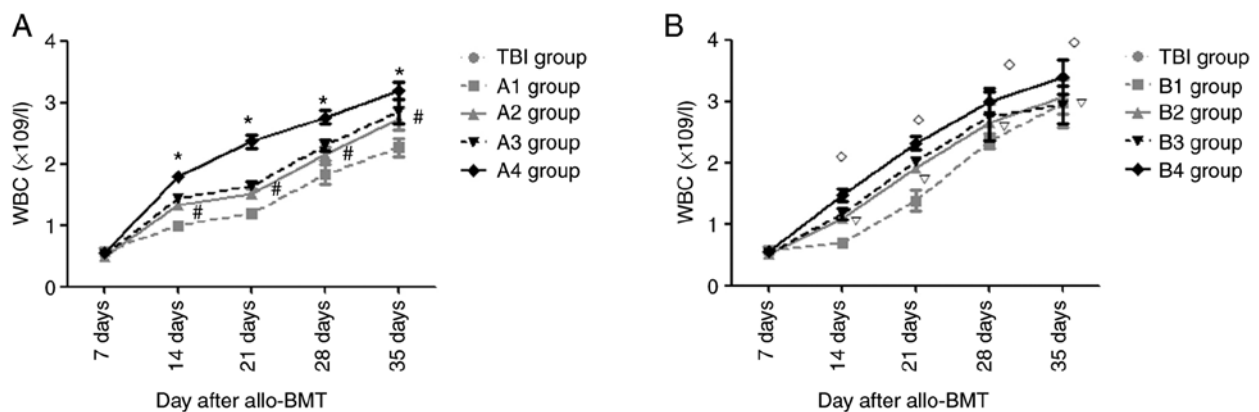 A
WBC (×109/l)
4
3
2
1
0
*
*
*
*
#
#
#
#
7 days
14 days
21 days
28 days
35 days
Day after allo-BMT
TBI group
A1 group
A2 group
A3 group
A4 group
B
WBC (×109/l)
4
3
2
1
0
7 days
14 days
21 days
28 days
35 days
Day after allo-BMT
TBI group
B1 group
B2 group
B3 group
B4 group